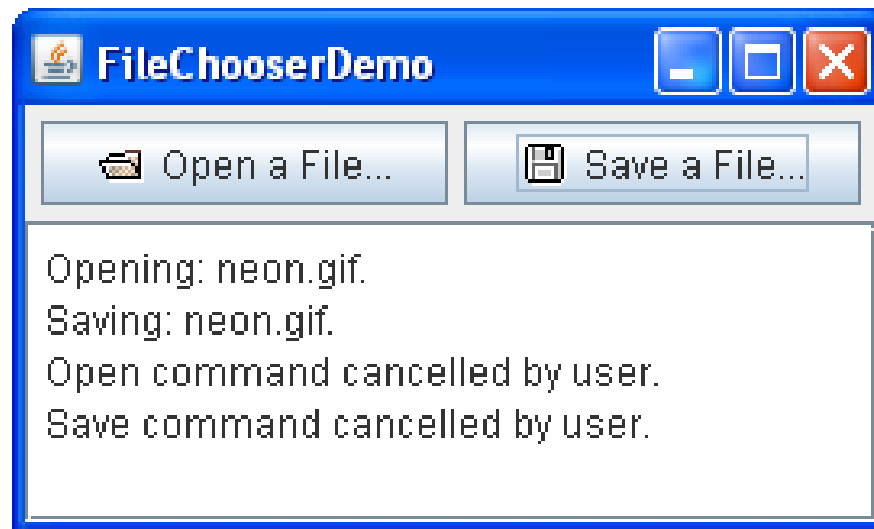 FileChooserDemo
Open a File...
Save a File...
Opening: neon.gif.
Saving: neon.gif.
Open command cancelled by user.
Save command cancelled by user.